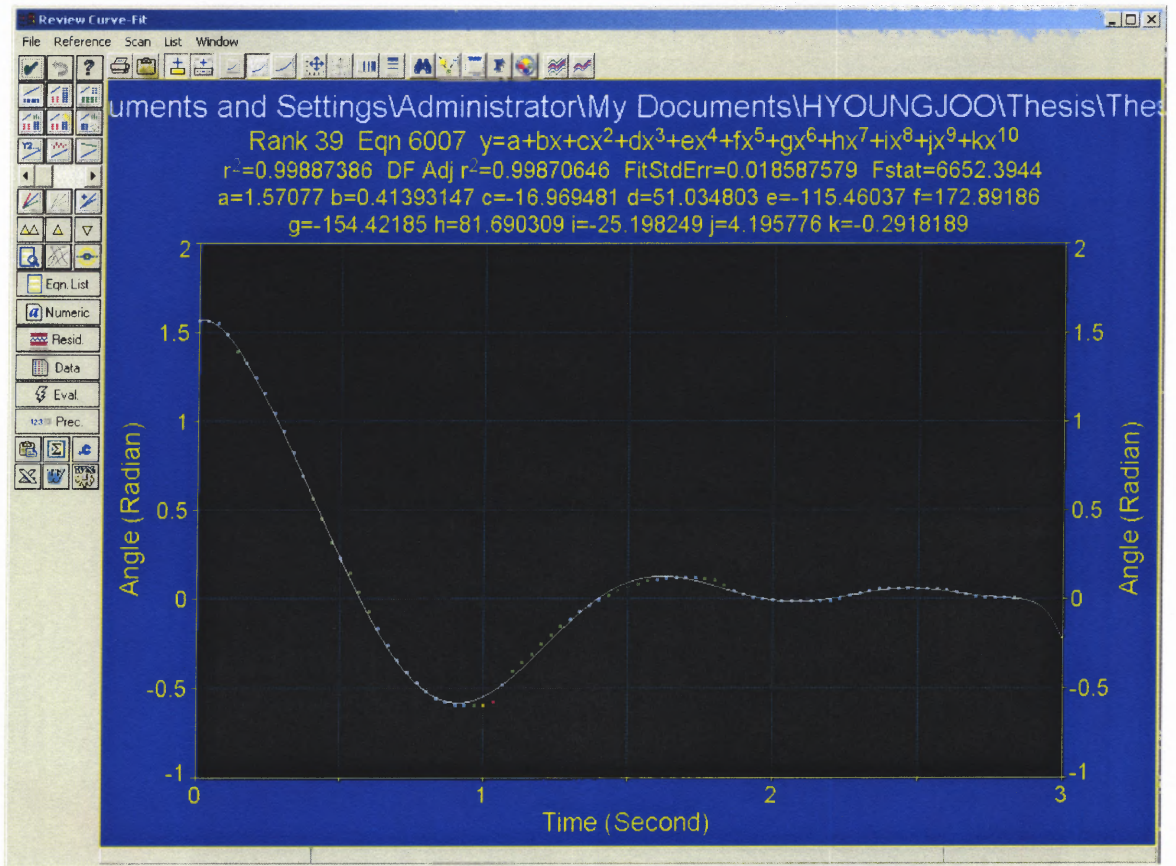 Review Curve-Fit
File Reference Scan List Window
uments and Settings\Administrator\My Documents\HYOUNGJOO\Thesis\Thes
Rank 39 Eqn 6007 y=a+bx+cx²+dx³+ex⁴+fx⁵+gx⁶+hx⁷+ix⁸+jx⁹+kx¹⁰
r²=0.99887386 DF Adj r²=0.99870646 FitStdErr=0.018587579 Fstat=6652.3944
a=1.57077 b=0.41393147 c=-16.969481 d=51.034803 e=-115.46037 f=172.89186
g=-154.42185 h=81.690309 i=-25.198249 j=4.195776 k=-0.2918189
Y2
Eqn. List
a Numeric
Resid.
Data
Eval.
123 Prec.
Σ
.c
2
1.5
1
0.5
0
-0.5
-1
Angle (Radian)
2
1.5
1
0.5
0
-0.5
-1
Angle (Radian)
0 1 2 3
Time (Second)